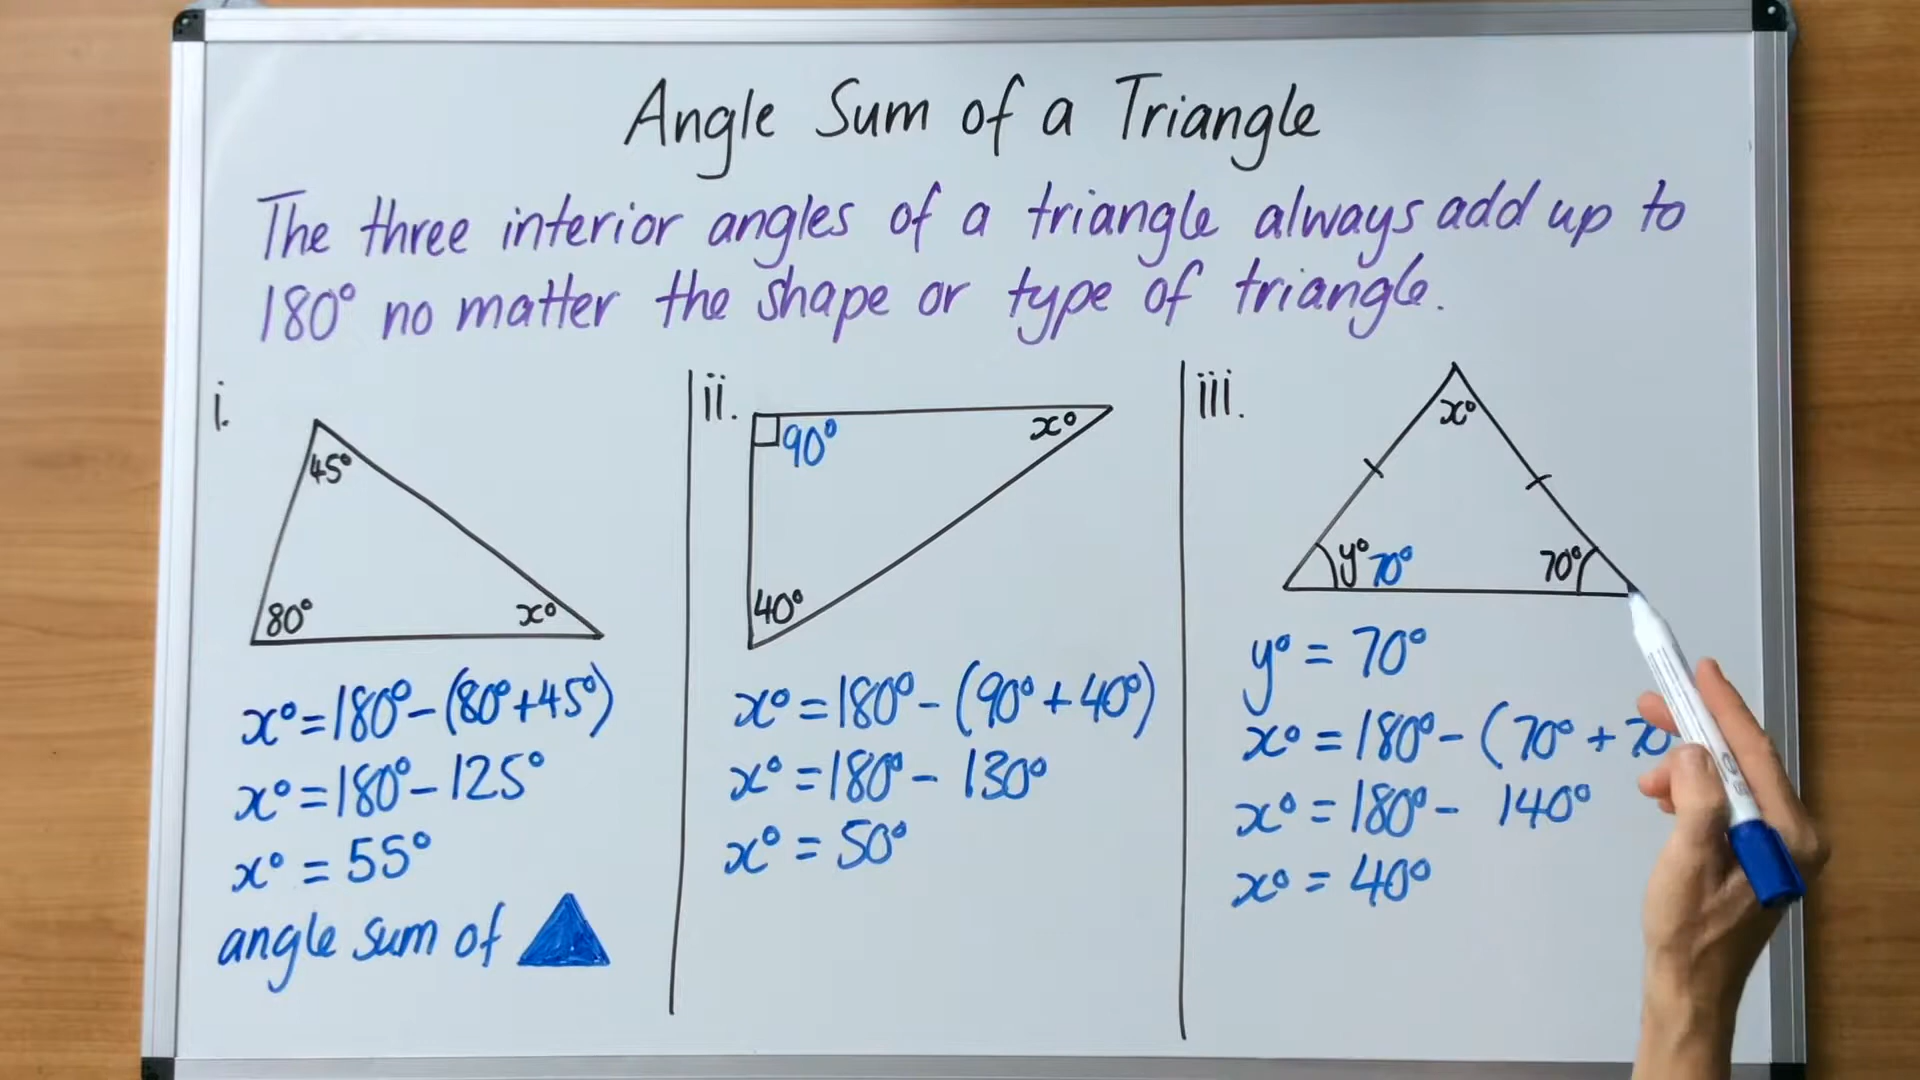 Angle Sum of a Triangle
The three interior angles of a triangle always add up to
180° no matter the shape or type of triangle.
i.
45°
80°
x°
x°=180°-(80°+45°)
x°=180°-125°
x°=55°
angle sum of
ii.
90°
x°
40°
x°=180°-(90°+40°)
x°=180°-130°
x°=50°
iii.
x°
y° 70°
70°
y°=70°
x°=180°-(70°+70
x°=180°-140°
x°=40°